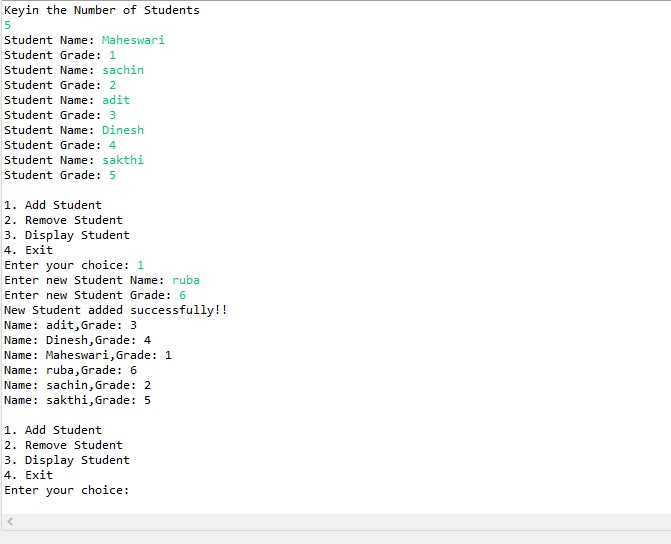 Keyin the Number of Students
5
Student Name: Maheswari
Student Grade: 1
Student Name: sachin
Student Grade: 2
Student Name: adit
Student Grade: 3
Student Name: Dinesh
Student Grade: 4
Student Name: sakthi
Student Grade: 5
1. Add Student
2. Remove Student
3. Display Student
4. Exit
Enter your choice: 1
Enter new Student Name: ruba
Enter new Student Grade: 6
New Student added successfully!!
Name: adit,Grade: 3
Name: Dinesh,Grade: 4
Name: Maheswari,Grade: 1
Name: ruba,Grade: 6
Name: sachin,Grade: 2
Name: sakthi,Grade: 5
1. Add Student
2. Remove Student
3. Display Student
4. Exit
Enter your choice: